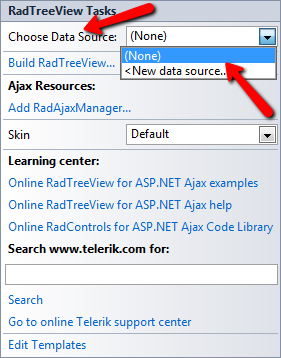 RadTreeView Tasks
Choose Data Source: (None)
(None)
Build RadTreeView... <New data source...
Ajax Resources:
Add RadAjaxManager...
Skin Default
Learning center:
Online RadTreeView for ASP.NET Ajax examples
Online RadTreeView for ASP.NET Ajax help
Online RadControls for ASP.NET Ajax Code Library
Search www.telerik.com for:
Search
Go to online Telerik support center
Edit Templates